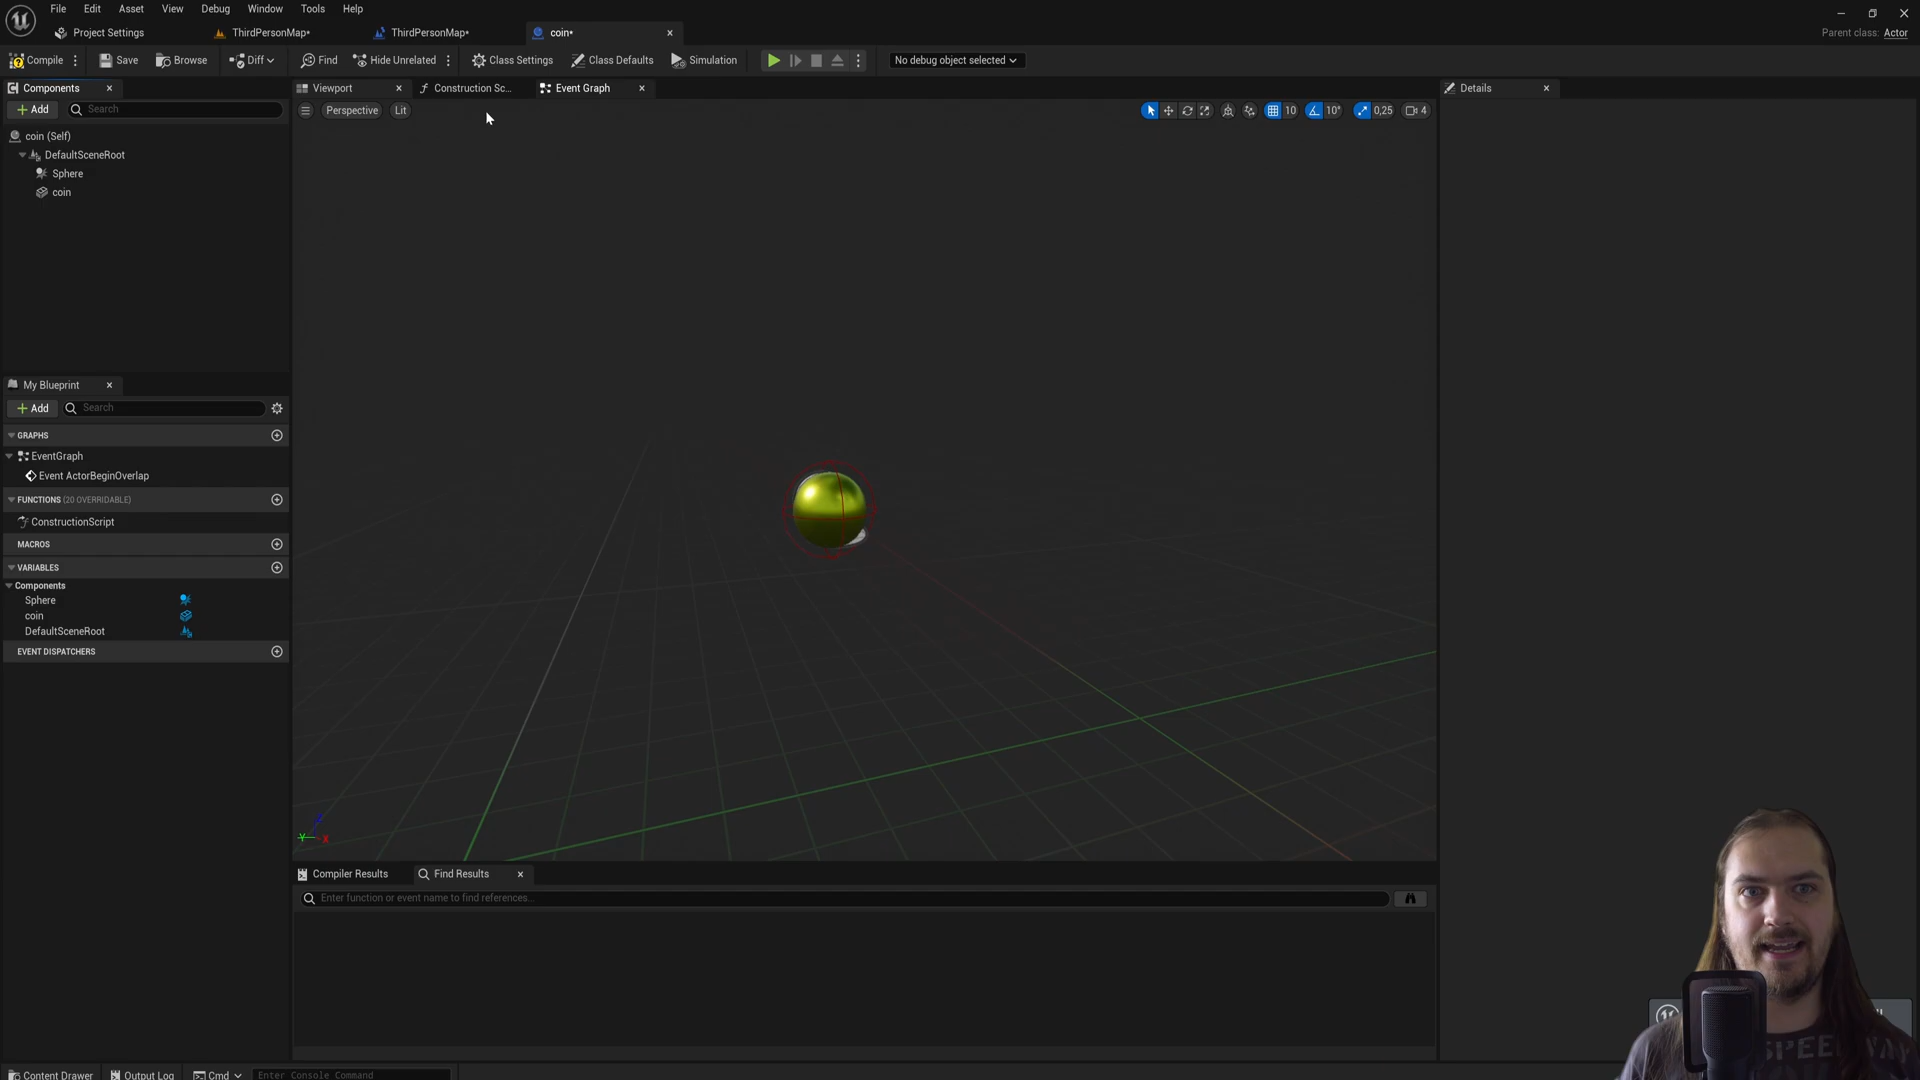 File Edit Asset View Debug Window Tools Help
Project Settings
ThirdPersonMap*
ThirdPersonMap*
coin*
Parent class: Actor
Compile
Save
Browse
Diff
Find
Hide Unrelated
Class Settings
Class Defaults
Simulation
No debug object selected
Components
Viewport
Construction Sc...
Event Graph
Details
Add
Search
Perspective
Lit
10
10°
0,25
4
coin (Self)
DefaultSceneRoot
Sphere
coin
My Blueprint
Add
Search
GRAPHS
EventGraph
Event ActorBeginOverlap
FUNCTIONS (20 OVERRIDABLE)
ConstructionScript
MACROS
VARIABLES
Components
Sphere
coin
DefaultSceneRoot
EVENT DISPATCHERS
Y
X
Compiler Results
Find Results
Enter function or event name to find references...
Content Drawer
Output Log
Cmd
Enter Console Command